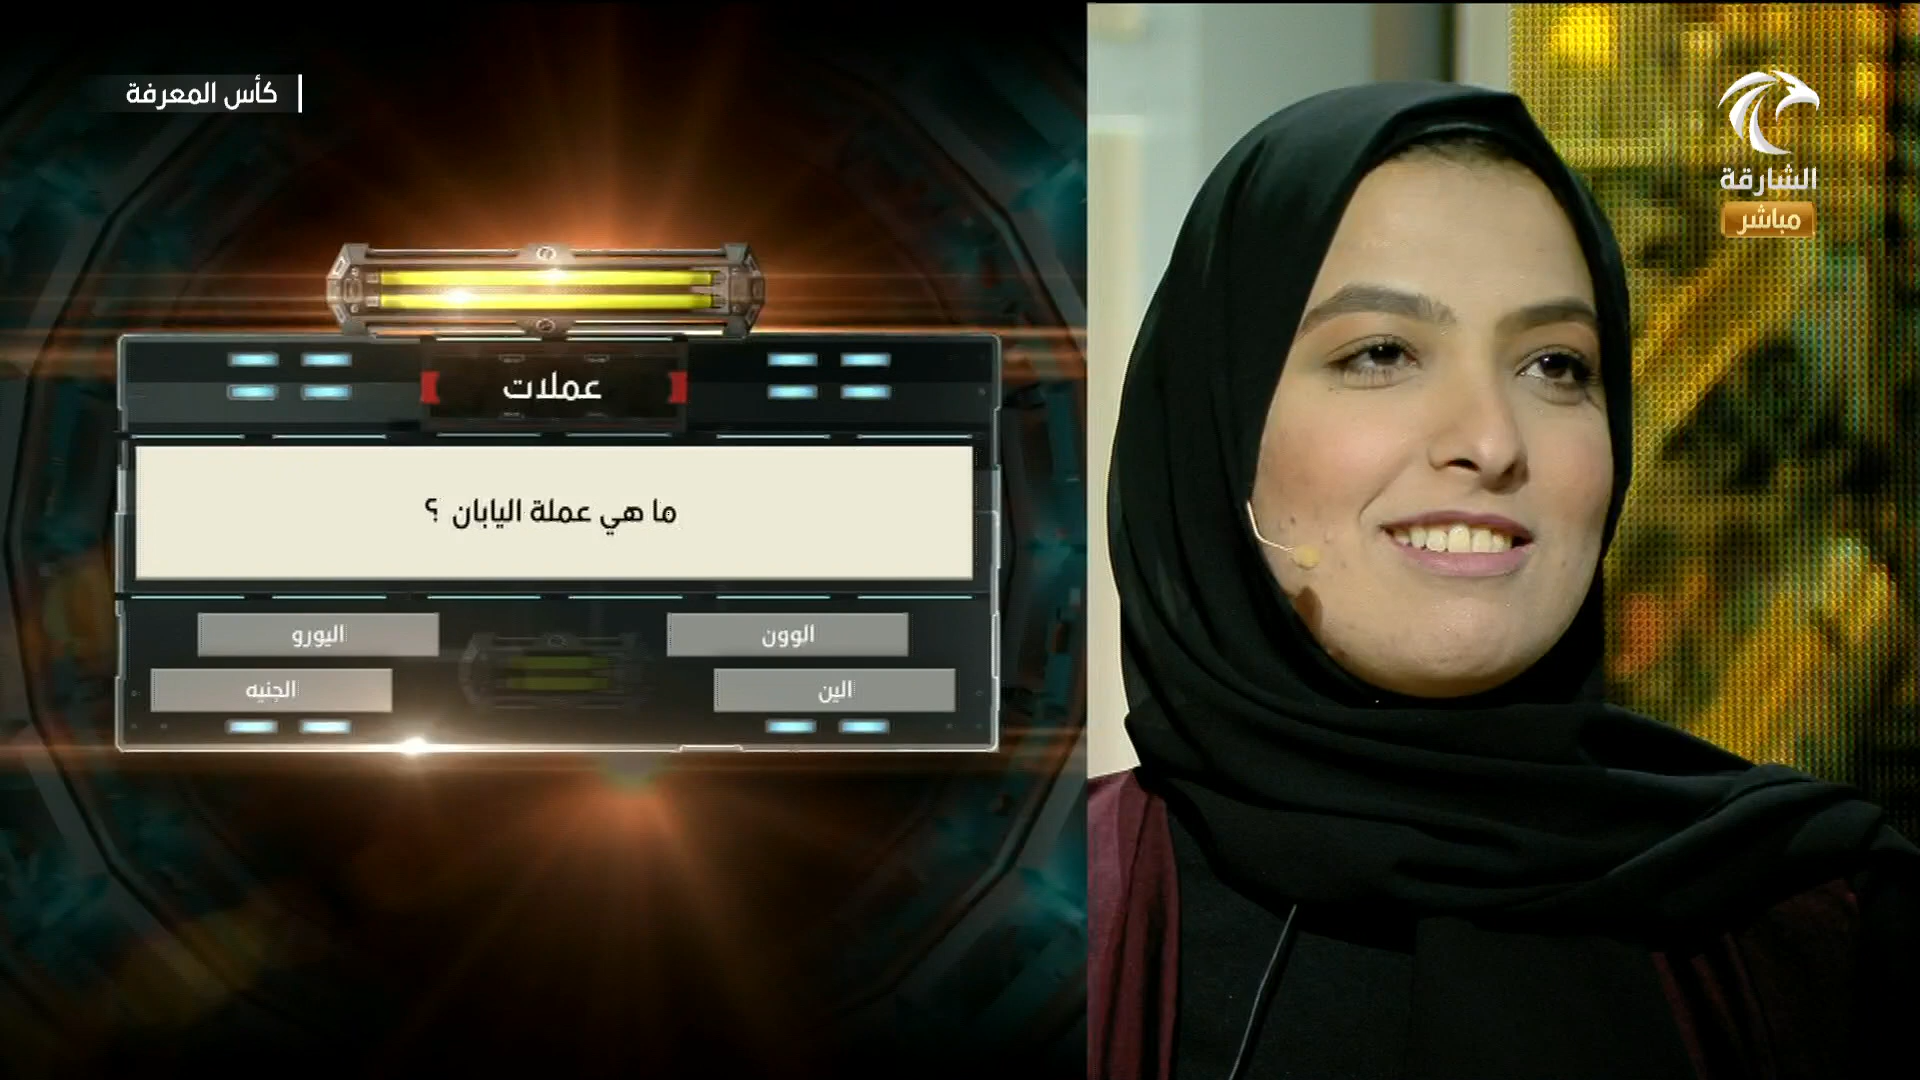 كأس المعرفة
الشارقة
مباشر
عملات
ما هي عملة اليابان ؟
الوون
اليورو
الين
الجنيه